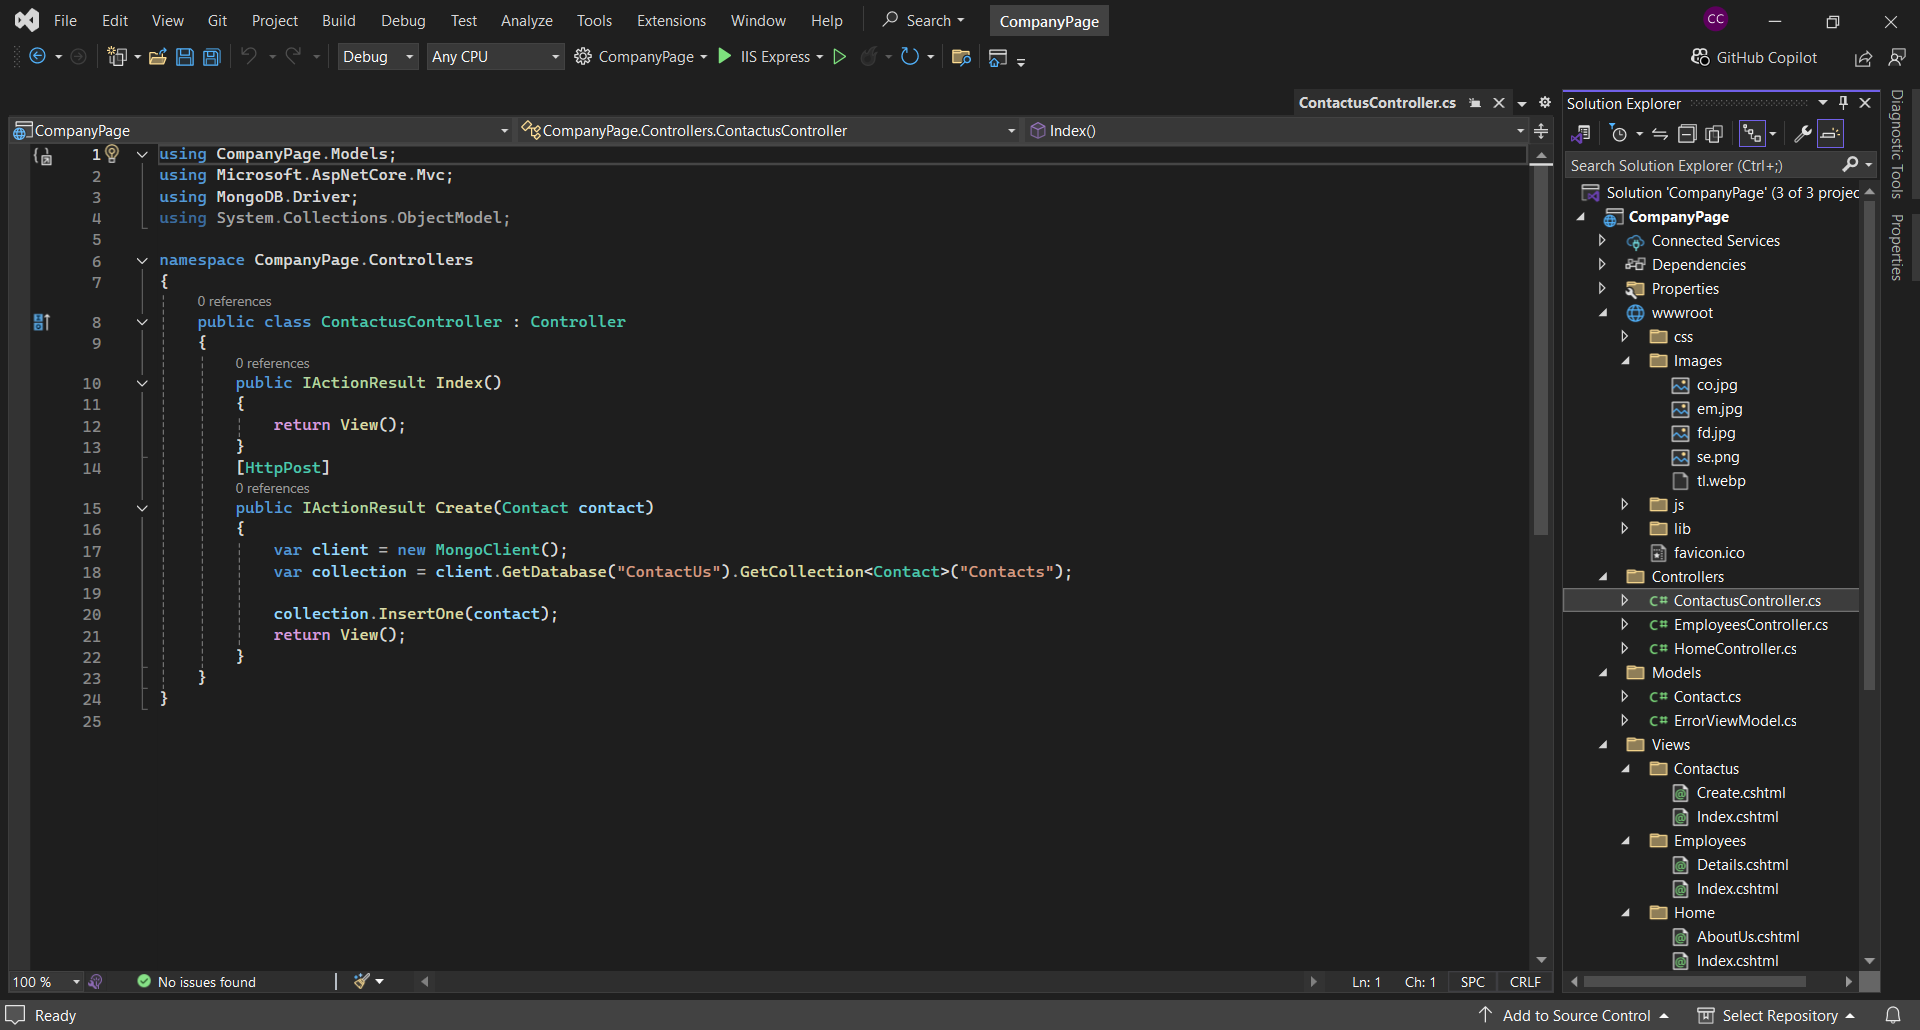 File Edit View Git Project Build Debug Test Analyze Tools Extensions Window Help Search CompanyPage CC
Debug Any CPU CompanyPage IIS Express GitHub Copilot
ContactusController.cs
CompanyPage CompanyPage.Controllers.ContactusController Index()
1 using CompanyPage.Models;
2 using Microsoft.AspNetCore.Mvc;
3 using MongoDB.Driver;
4 using System.Collections.ObjectModel;
5
6 namespace CompanyPage.Controllers
7 {
0 references
8 public class ContactusController : Controller
9 {
0 references
10 public IActionResult Index()
11 {
12 return View();
13 }
14 [HttpPost]
0 references
15 public IActionResult Create(Contact contact)
16 {
17 var client = new MongoClient();
18 var collection = client.GetDatabase("ContactUs").GetCollection<Contact>("Contacts");
19
20 collection.InsertOne(contact);
21 return View();
22 }
23 }
24 }
25
100 % No issues found Ln: 1 Ch: 1 SPC CRLF
Solution Explorer
Search Solution Explorer (Ctrl+;)
Solution 'CompanyPage' (3 of 3 projec
CompanyPage
Connected Services
Dependencies
Properties
wwwroot
css
Images
co.jpg
em.jpg
fd.jpg
se.png
tl.webp
js
lib
favicon.ico
Controllers
C# ContactusController.cs
C# EmployeesController.cs
C# HomeController.cs
Models
C# Contact.cs
C# ErrorViewModel.cs
Views
Contactus
Create.cshtml
Index.cshtml
Employees
Details.cshtml
Index.cshtml
Home
AboutUs.cshtml
Index.cshtml
Diagnostic Tools
Properties
Ready Add to Source Control Select Repository